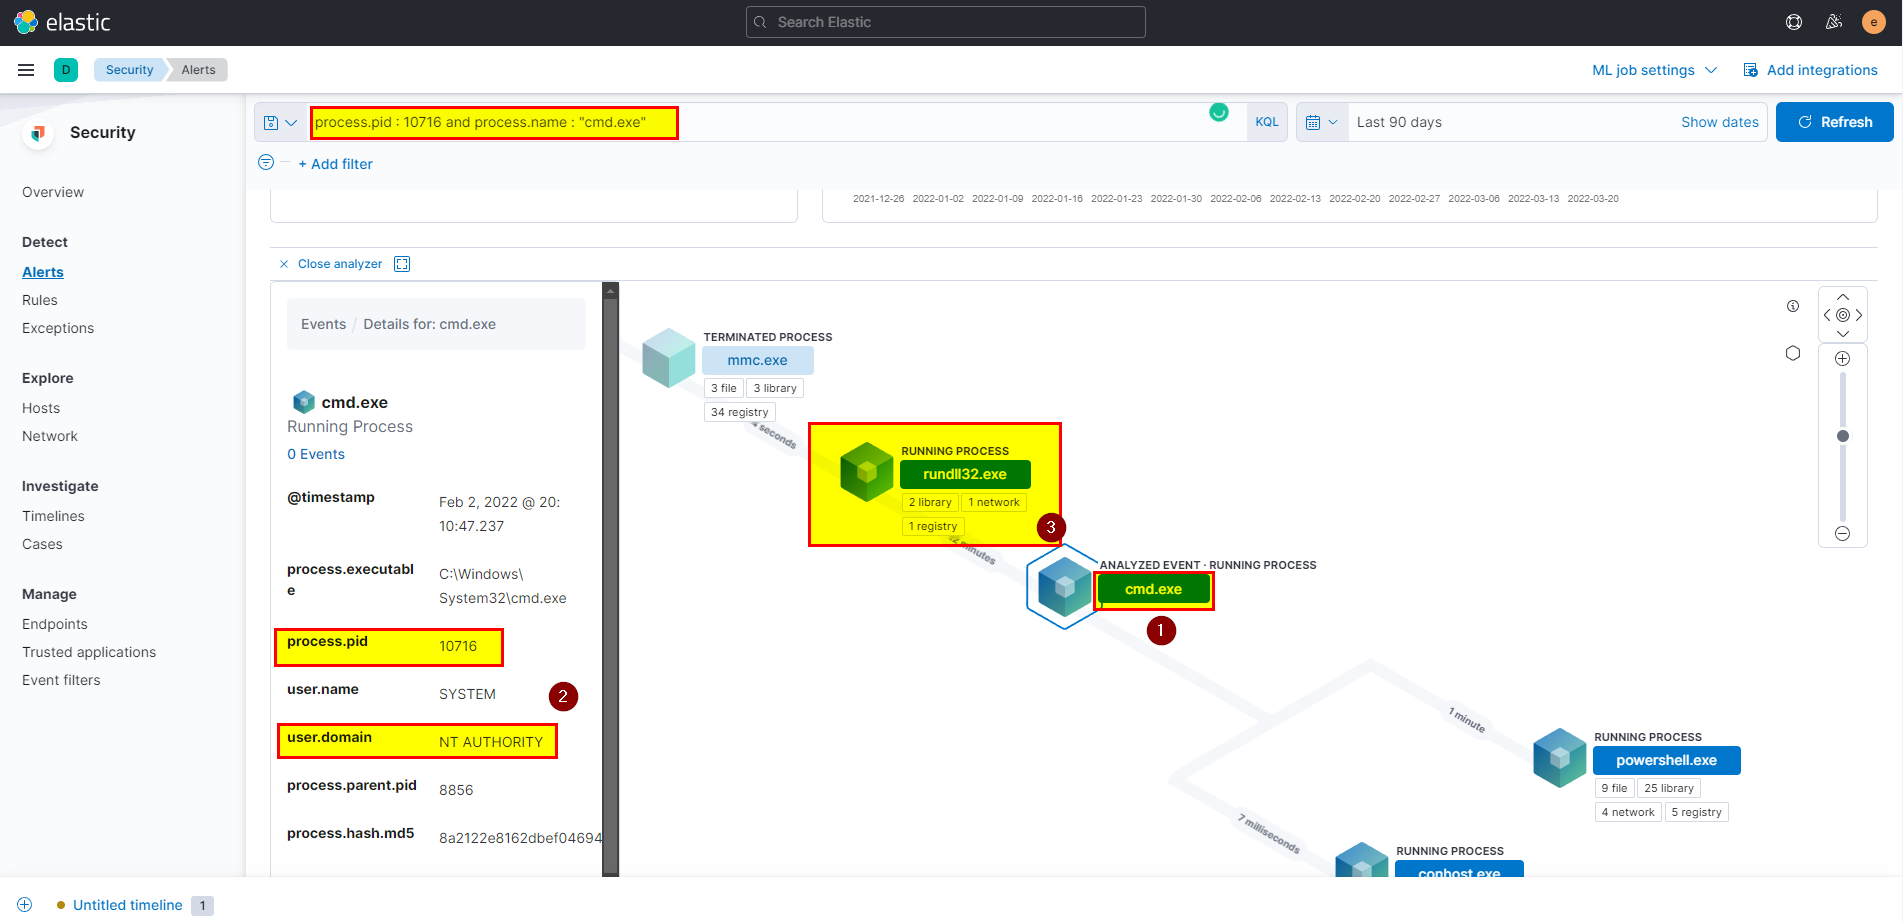 elastic
Search Elastic
e
D
Security
Alerts
ML job settings
Add integrations
Security
Overview
Detect
Alerts
Rules
Exceptions
Explore
Hosts
Network
Investigate
Timelines
Cases
Manage
Endpoints
Trusted applications
Event filters
process.pid : 10716 and process.name : "cmd.exe"
KQL
Last 90 days
Show dates
Refresh
+ Add filter
2021-12-26 2022-01-02 2022-01-09 2022-01-16 2022-01-23 2022-01-30 2022-02-06 2022-02-13 2022-02-20 2022-02-27 2022-03-06 2022-03-13 2022-03-20
Close analyzer
Events / Details for: cmd.exe
cmd.exe
Running Process
0 Events
@timestamp
Feb 2, 2022 @ 20:
10:47.237
process.executabl
e
C:\Windows\
System32\cmd.exe
process.pid
10716
user.name
SYSTEM
2
user.domain
NT AUTHORITY
process.parent.pid
8856
process.hash.md5
8a2122e8162dbef04694
TERMINATED PROCESS
mmc.exe
3 file
3 library
34 registry
seconds
RUNNING PROCESS
rundll32.exe
2 library
1 network
1 registry
3
minutes
ANALYZED EVENT · RUNNING PROCESS
cmd.exe
1
1 minute
RUNNING PROCESS
powershell.exe
9 file
25 library
4 network
5 registry
7 milliseconds
RUNNING PROCESS
conhost.exe
Untitled timeline
1